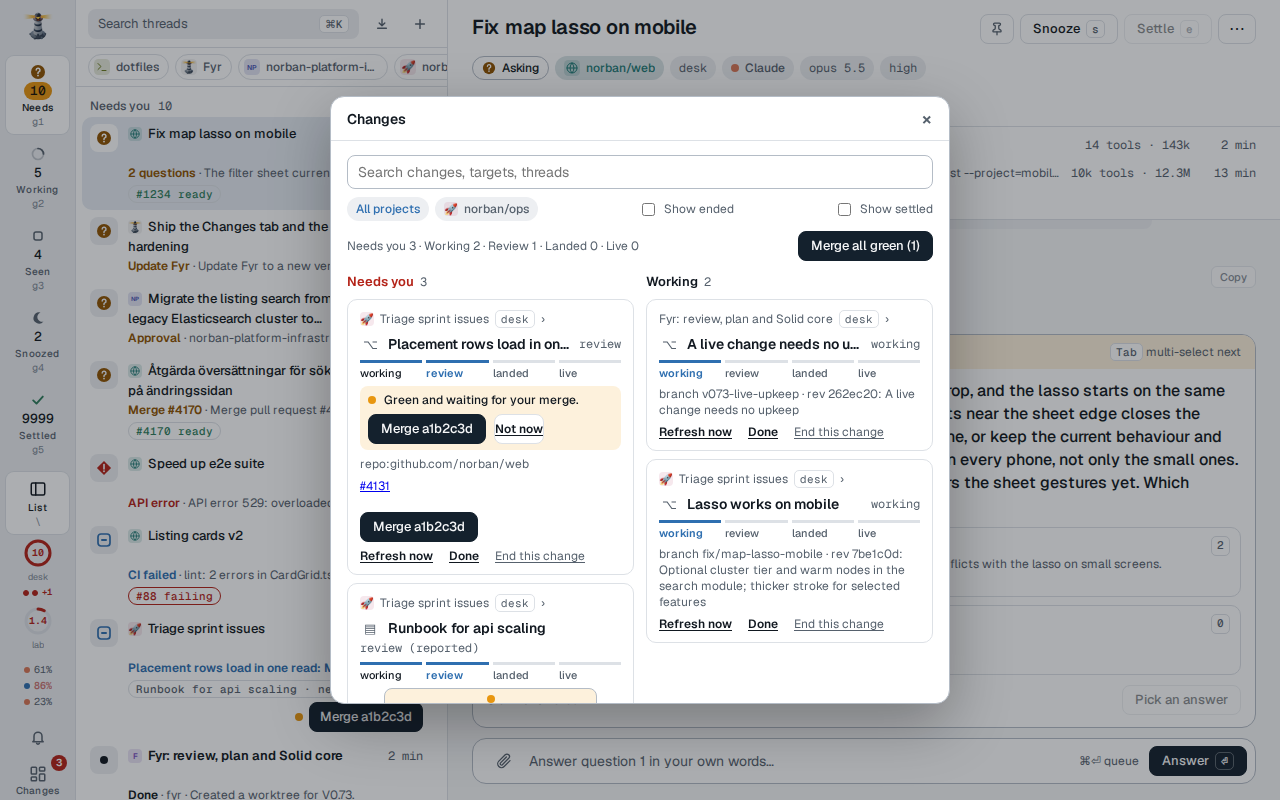 Search threads
⌘K
dotfiles
Fyr
NP norban-platform-i…
norb
10
Needs
g1
5
Working
g2
4
Seen
g3
2
Snoozed
g4
9999
Settled
g5
List
\
10
desk
+1
1.4
lab
61%
86%
23%
3
Changes
Needs you 10
Fix map lasso on mobile
2 questions · The filter sheet curren
#1234 ready
Ship the Changes tab and the
hardening
Update Fyr · Update Fyr to a new ver
NP Migrate the listing search from
legacy Elasticsearch cluster to…
Approval · norban-platform-infrastr
Åtgärda översättningar för sök
på ändringssidan
Merge #4170 · Merge pull request #4
#4170 ready
Speed up e2e suite
API error · API error 529: overloaded
Listing cards v2
CI failed · lint: 2 errors in CardGrid.ts
#88 failing
Triage sprint issues
Placement rows load in one read: M
Runbook for api scaling · ne
Merge a1b2c3d
F Fyr: review, plan and Solid core 2 min
Done · fyr · Created a worktree for V0.73.
Fix map lasso on mobile
Snooze s
Settle e
Asking
norban/web
desk
Claude
opus 5.5
high
14 tools · 143k 2 min
st --project=mobil… 10k tools · 12.3M 13 min
Copy
Tab multi-select next
op, and the lasso starts on the same
ts near the sheet edge closes the
ne, or keep the current behaviour and
n every phone, not only the small ones.
rs the sheet gestures yet. Which
2
flicts with the lasso on small screens.
0
Pick an answer
Answer question 1 in your own words…
⌘⏎ queue
Answer ⏎
Changes
×
Search changes, targets, threads
All projects
norban/ops
Show ended
Show settled
Needs you 3 · Working 2 · Review 1 · Landed 0 · Live 0
Merge all green (1)
Needs you 3
Triage sprint issues desk ›
Placement rows load in on… review
working review landed live
Green and waiting for your merge.
Merge a1b2c3d
Not now
repo:github.com/norban/web
#4131
Merge a1b2c3d
Refresh now Done End this change
Triage sprint issues desk ›
Runbook for api scaling
review (reported)
working review landed live
Working 2
Fyr: review, plan and Solid core desk ›
A live change needs no u… working
working review landed live
branch v073-live-upkeep · rev 262ec20: A live
change needs no upkeep
Refresh now Done End this change
Triage sprint issues desk ›
Lasso works on mobile working
working review landed live
branch fix/map-lasso-mobile · rev 7be1c0d:
Optional cluster tier and warm nodes in the
search module; thicker stroke for selected
features
Refresh now Done End this change